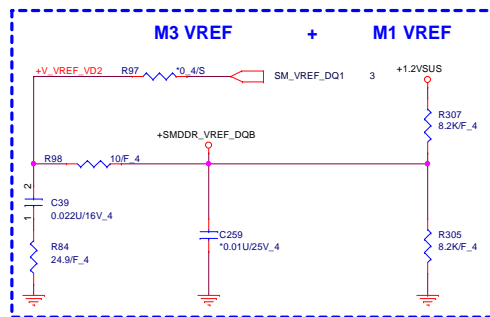 M3 VREF + M1 VREF
+V_VREF_VD2 R97 *0_4/S SM_VREF_DQ1 3 +1.2VSUS
R307
8.2K/F_4
+SMDDR_VREF_DQB
R98 10/F_4
2
C39
0.022U/16V_4
1
C259
*0.01U/25V_4
R305
8.2K/F_4
R84
24.9/F_4